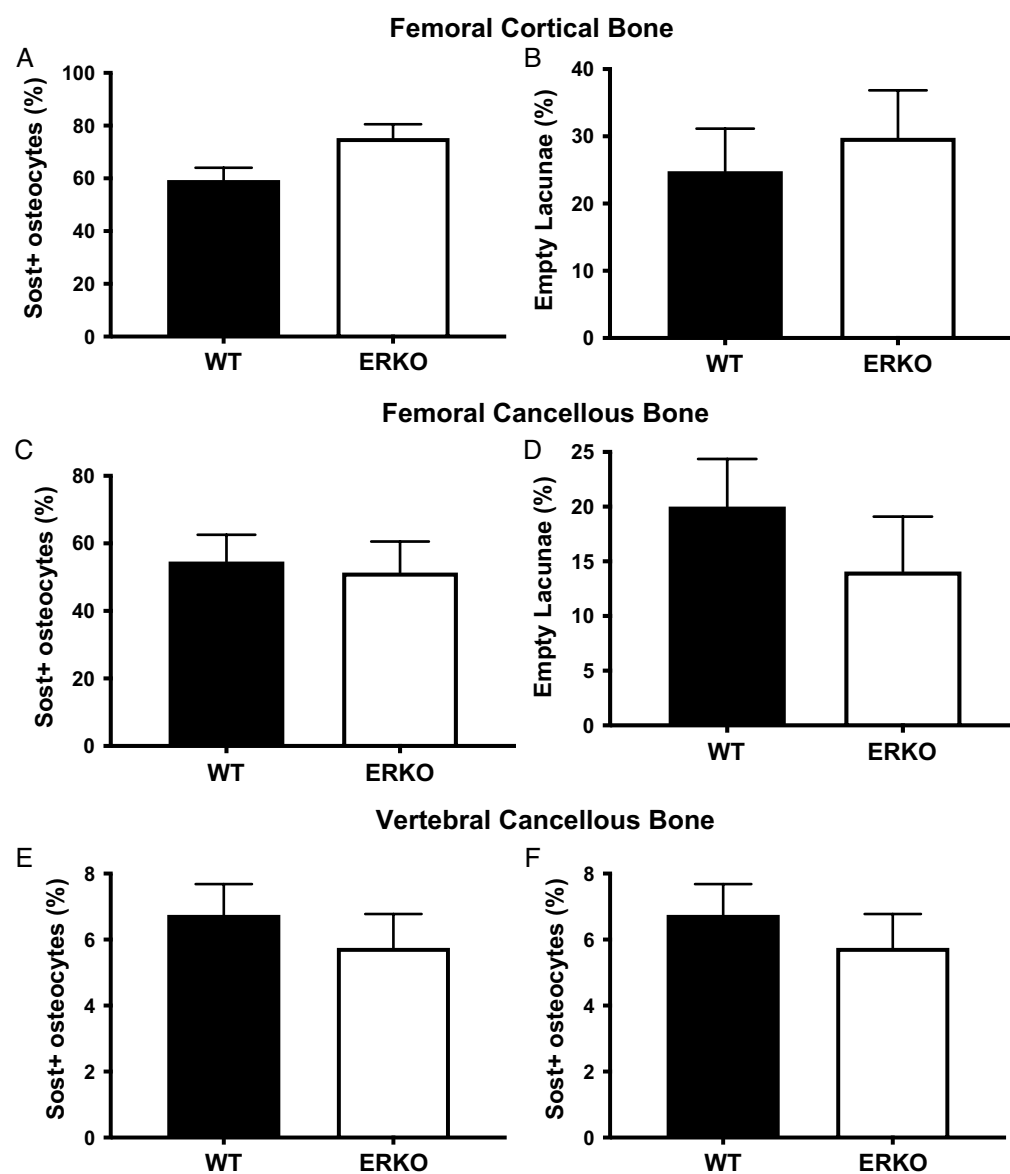 Femoral Cortical Bone
A
B
Sost+ osteocytes (%)
100
80
60
40
20
0
WT
ERKO
Empty Lacunae (%)
40
30
20
10
0
WT
ERKO
Femoral Cancellous Bone
C
D
Sost+ osteocytes (%)
80
60
40
20
0
WT
ERKO
Empty Lacunae (%)
25
20
15
10
5
0
WT
ERKO
Vertebral Cancellous Bone
E
F
Sost+ osteocytes (%)
8
6
4
2
0
WT
ERKO
Sost+ osteocytes (%)
8
6
4
2
0
WT
ERKO